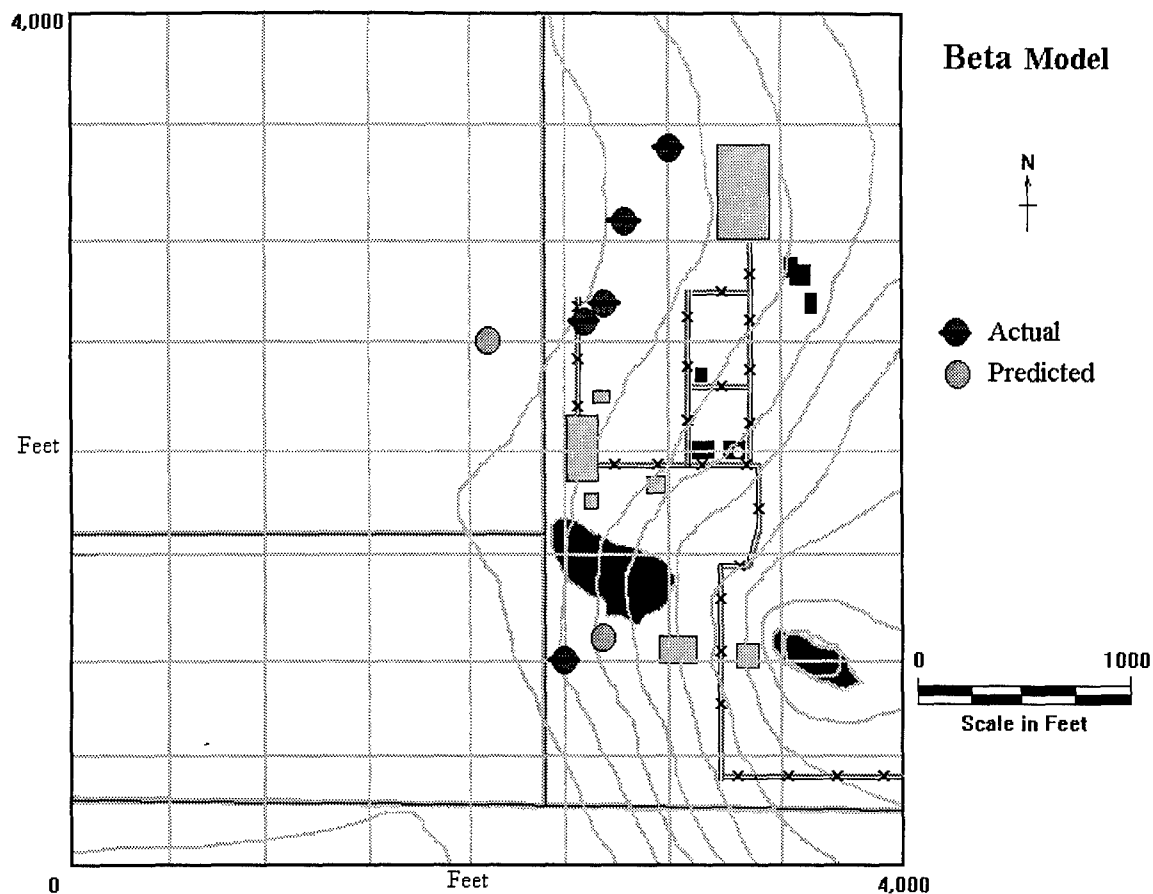 4,000
Beta Model
N
Actual
Predicted
Feet
0
1000
Scale in Feet
0
Feet
4,000